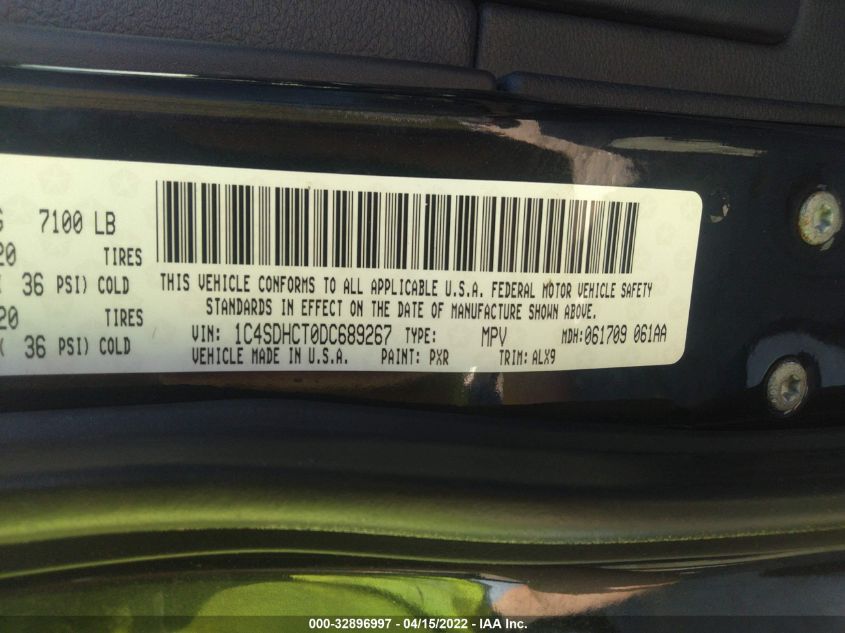 7100 LB
20 TIRES
36 PSI) COLD
20 TIRES
( 36 PSI) COLD
THIS VEHICLE CONFORMS TO ALL APPLICABLE U.S.A. FEDERAL MOTOR VEHICLE SAFETY
STANDARDS IN EFFECT ON THE DATE OF MANUFACTURE SHOWN ABOVE.
VIN: 1C4SDHCT0DC689267 TYPE: MPV MDH:061709 061AA
VEHICLE MADE IN U.S.A. PAINT: PXR TRIM: ALX9
000-32896997 - 04/15/2022 - IAA Inc.